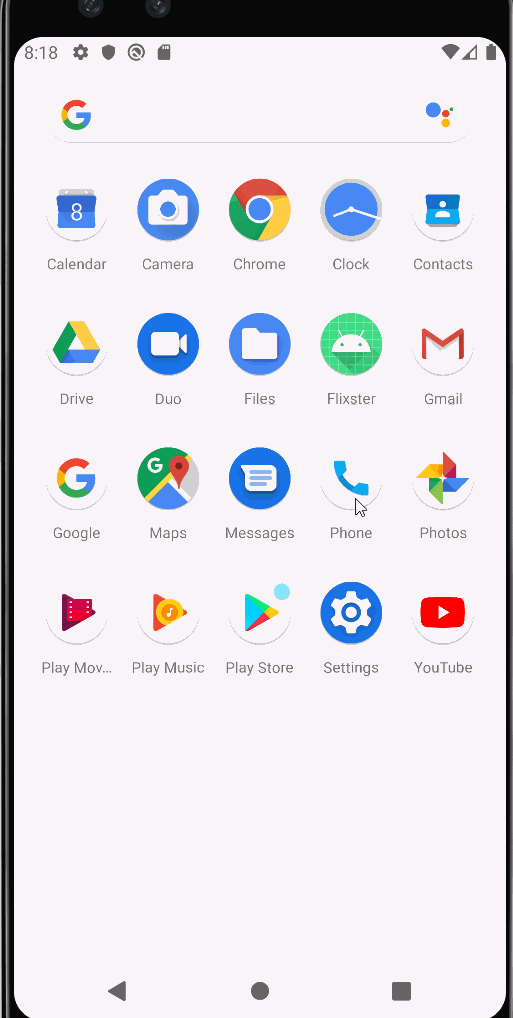 8:18
G
8
Calendar Camera Chrome Clock Contacts
Drive Duo Files Flixster Gmail
G G
Google Maps Messages Phone Photos
Play Mov... Play Music Play Store Settings YouTube